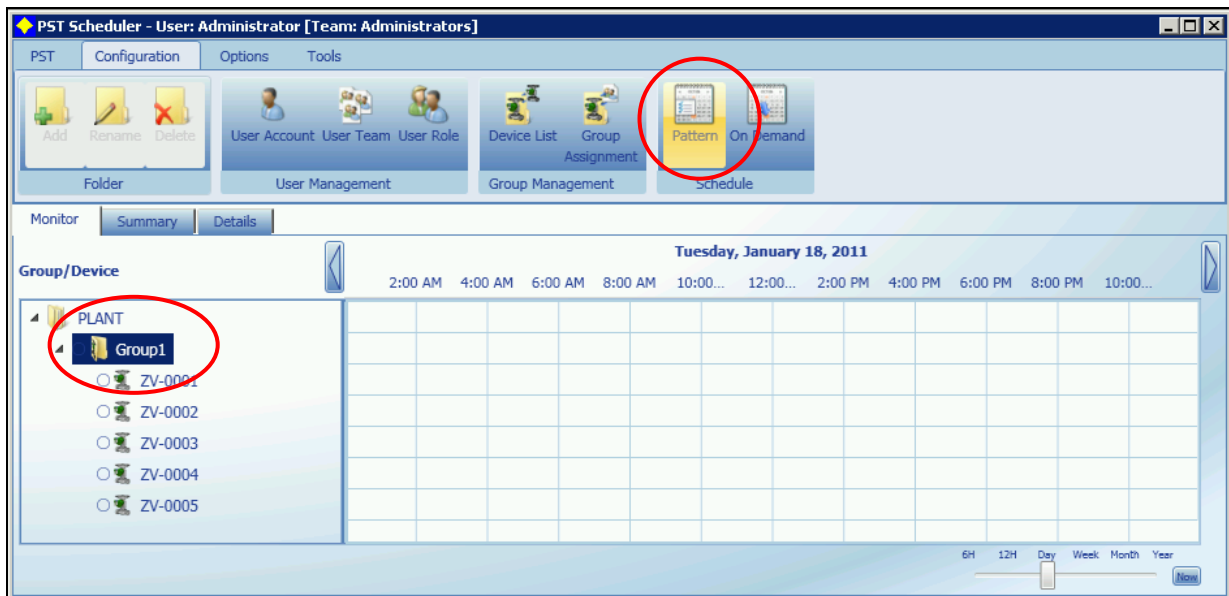 PST Scheduler - User: Administrator [Team: Administrators]
PST Configuration Options Tools
Add Rename Delete User Account User Team User Role Device List Group Assignment Pattern On Demand
Folder User Management Group Management Schedule
Monitor Summary Details
Tuesday, January 18, 2011
Group/Device
2:00 AM 4:00 AM 6:00 AM 8:00 AM 10:00... 12:00... 2:00 PM 4:00 PM 6:00 PM 8:00 PM 10:00...
PLANT
Group1
ZV-0001
ZV-0002
ZV-0003
ZV-0004
ZV-0005
6H 12H Day Week Month Year
Now